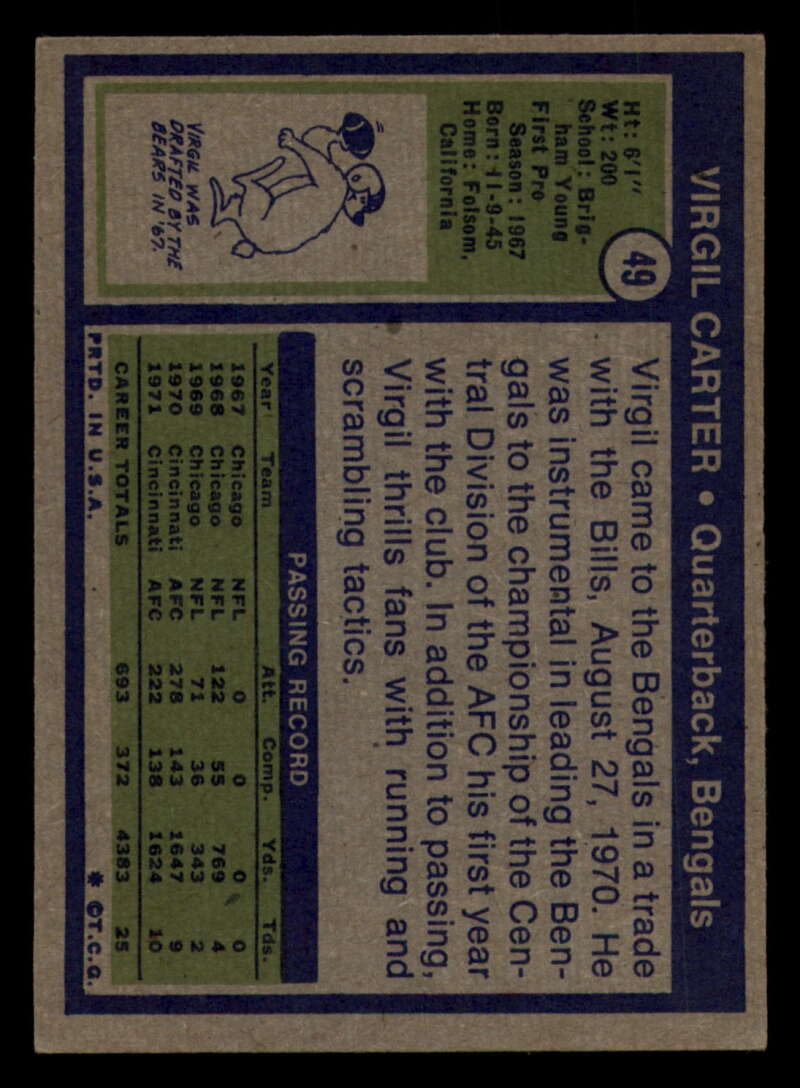 VIRGIL CARTER • Quarterback, Bengals
49
Ht: 6'1"
Wt: 200
School: Brig-
ham Young
First Pro
Season: 1967
Born: 11-9-45
Home: Folsom,
California
VIRGIL WAS
DRAFTED BY THE
BEARS IN '67.
Virgil came to the Bengals in a trade
with the Bills, August 27, 1970. He
was instrumental in leading the Ben-
gals to the championship of the Cen-
tral Division of the AFC his first year
with the club. In addition to passing,
Virgil thrills fans with running and
scrambling tactics.
PASSING RECORD
Year Team Att. Comp. Yds. Tds.
1967 Chicago NFL 0 0 0 0
1968 Chicago NFL 122 55 769 4
1969 Chicago NFL 71 36 343 2
1970 Cincinnati AFC 278 143 1647 9
1971 Cincinnati AFC 222 138 1624 10
CAREER TOTALS 693 372 4383 25
PRTD. IN U.S.A. * ©T.C.G.